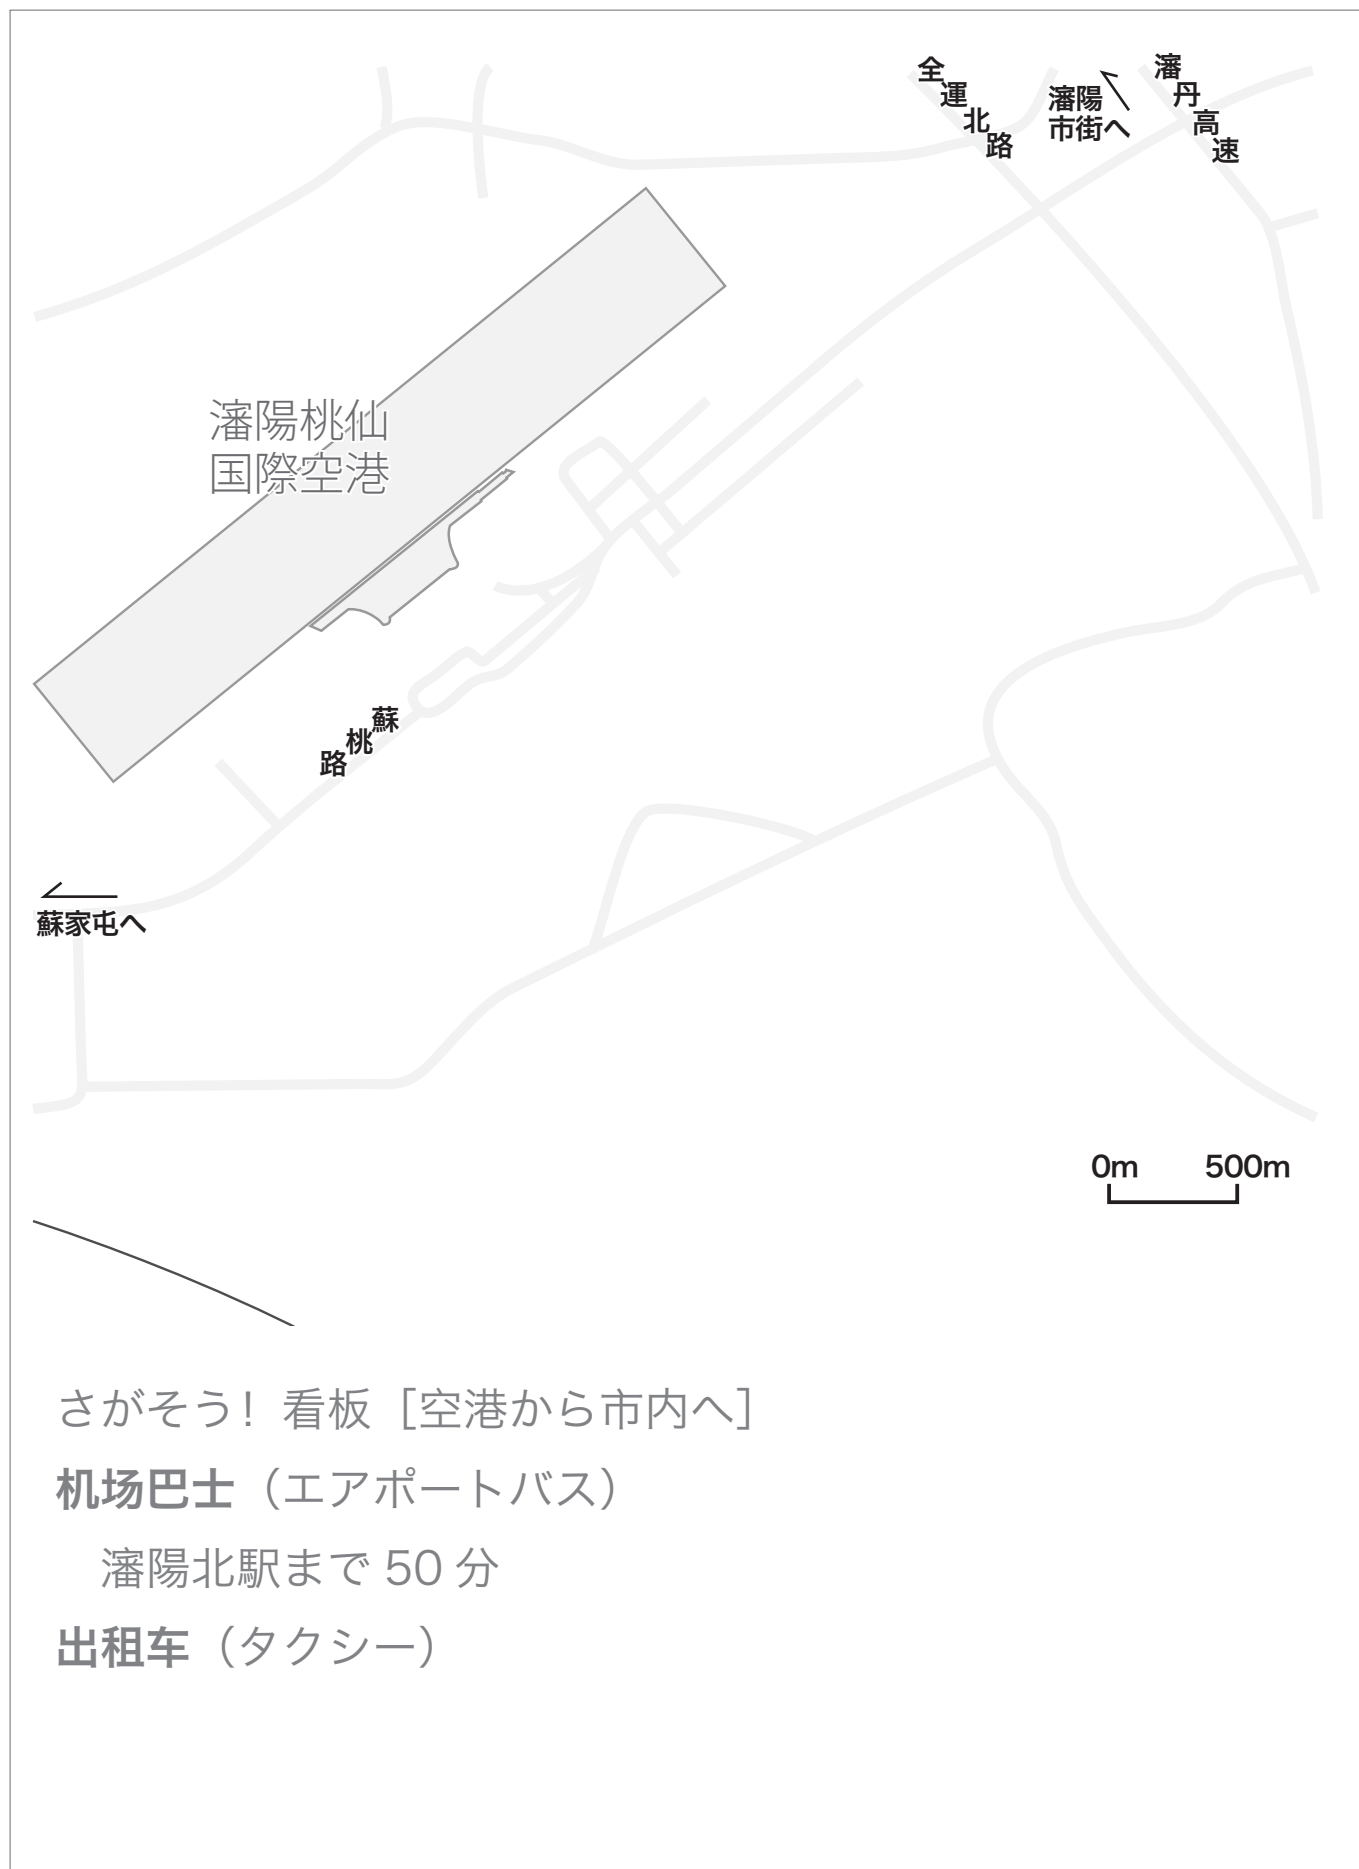 全運北路
瀋陽
市街へ
瀋丹高速
瀋陽桃仙
国際空港
蘇桃路
蘇家屯へ
0m 500m
さがそう！看板［空港から市内へ］
机场巴士（エアポートバス）
瀋陽北駅まで 50 分
出租车（タクシー）